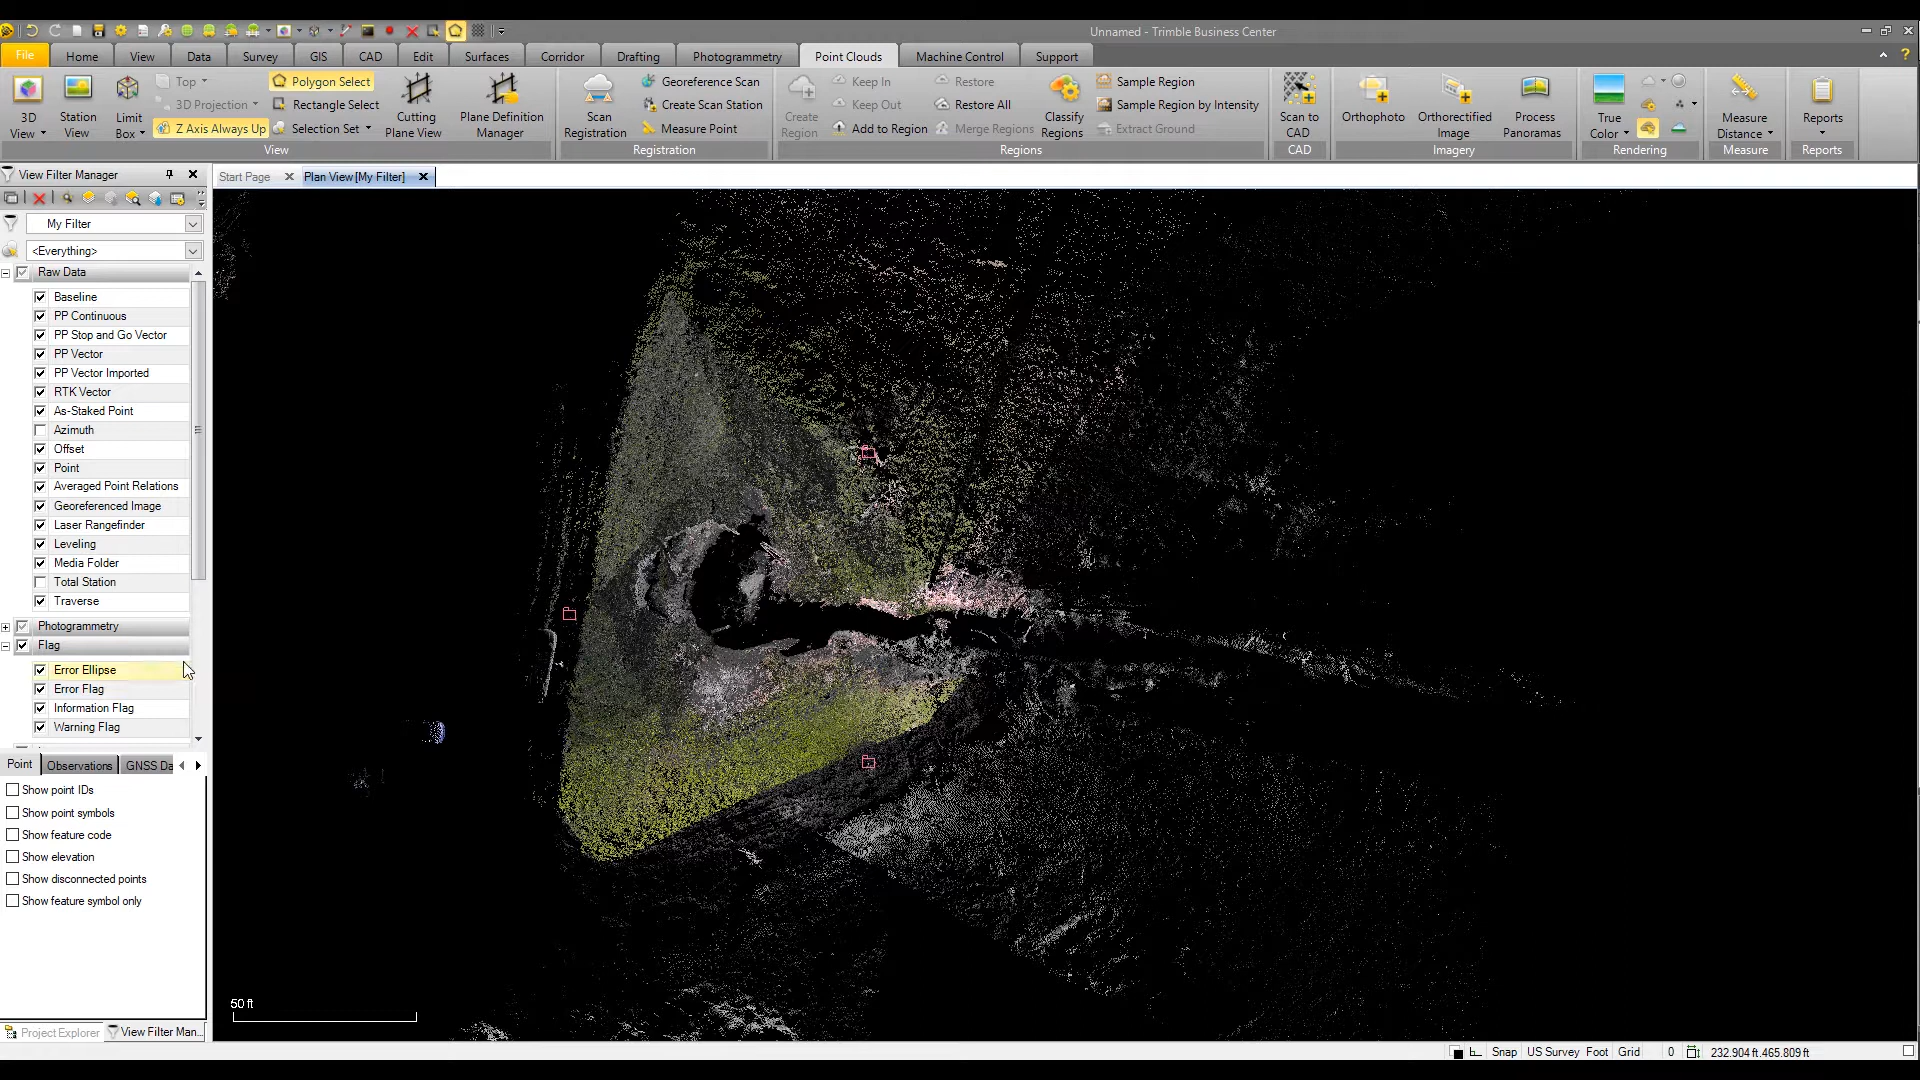 Unnamed - Trimble Business Center
File Home View Data Survey GIS CAD Edit Surfaces Corridor Drafting Photogrammetry Point Clouds Machine Control Support
3D View
Station View
Limit Box
Top
3D Projection
Z Axis Always Up
Polygon Select
Rectangle Select
Selection Set
Cutting Plane View
Plane Definition Manager
View
Scan Registration
Georeference Scan
Create Scan Station
Measure Point
Registration
Create Region
Keep In
Keep Out
Add to Region
Restore
Restore All
Merge Regions
Classify Regions
Sample Region
Sample Region by Intensity
Extract Ground
Regions
Scan to CAD
CAD
Orthophoto
Orthorectified Image
Process Panoramas
Imagery
True Color
Rendering
Measure Distance
Measure
Reports
Reports
View Filter Manager
Start Page
Plan View [My Filter]
My Filter
<Everything>
Raw Data
Baseline
PP Continuous
PP Stop and Go Vector
PP Vector
PP Vector Imported
RTK Vector
As-Staked Point
Azimuth
Offset
Point
Averaged Point Relations
Georeferenced Image
Laser Rangefinder
Leveling
Media Folder
Total Station
Traverse
Photogrammetry
Flag
Error Ellipse
Error Flag
Information Flag
Warning Flag
Point Observations GNSS Da
Show point IDs
Show point symbols
Show feature code
Show elevation
Show disconnected points
Show feature symbol only
50 ft
Project Explorer View Filter Man...
Snap US Survey Foot Grid 0 232.904 ft,465.809 ft